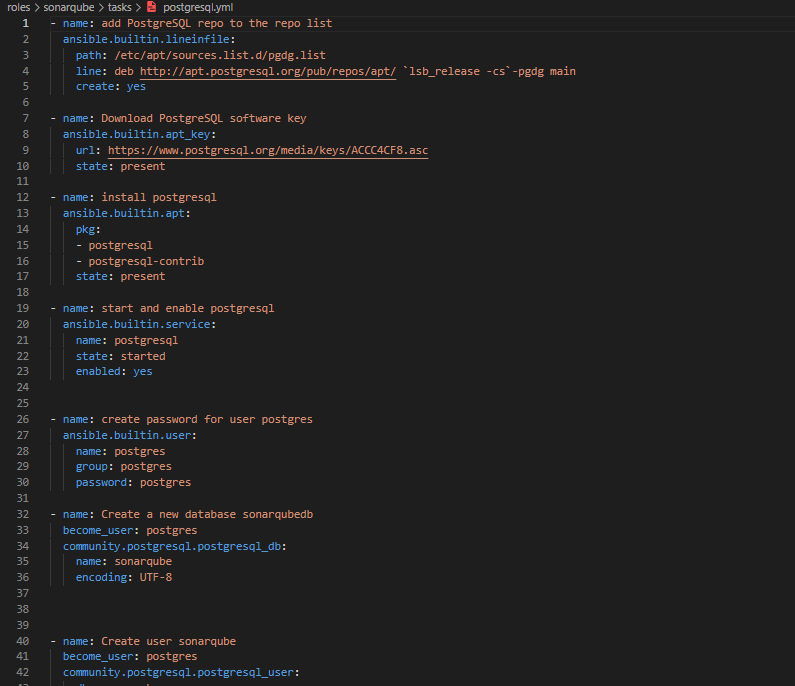 roles > sonarqube > tasks > postgresql.yml
1 - name: add PostgreSQL repo to the repo list
2 ansible.builtin.lineinfile:
3 path: /etc/apt/sources.list.d/pgdg.list
4 line: deb http://apt.postgresql.org/pub/repos/apt/ `lsb_release -cs`-pgdg main
5 create: yes
6
7 - name: Download PostgreSQL software key
8 ansible.builtin.apt_key:
9 url: https://www.postgresql.org/media/keys/ACCC4CF8.asc
10 state: present
11
12 - name: install postgresql
13 ansible.builtin.apt:
14 pkg:
15 - postgresql
16 - postgresql-contrib
17 state: present
18
19 - name: start and enable postgresql
20 ansible.builtin.service:
21 name: postgresql
22 state: started
23 enabled: yes
24
25
26 - name: create password for user postgres
27 ansible.builtin.user:
28 name: postgres
29 group: postgres
30 password: postgres
31
32 - name: Create a new database sonarqubedb
33 become_user: postgres
34 community.postgresql.postgresql_db:
35 name: sonarqube
36 encoding: UTF-8
37
38
39
40 - name: Create user sonarqube
41 become_user: postgres
42 community.postgresql.postgresql_user: